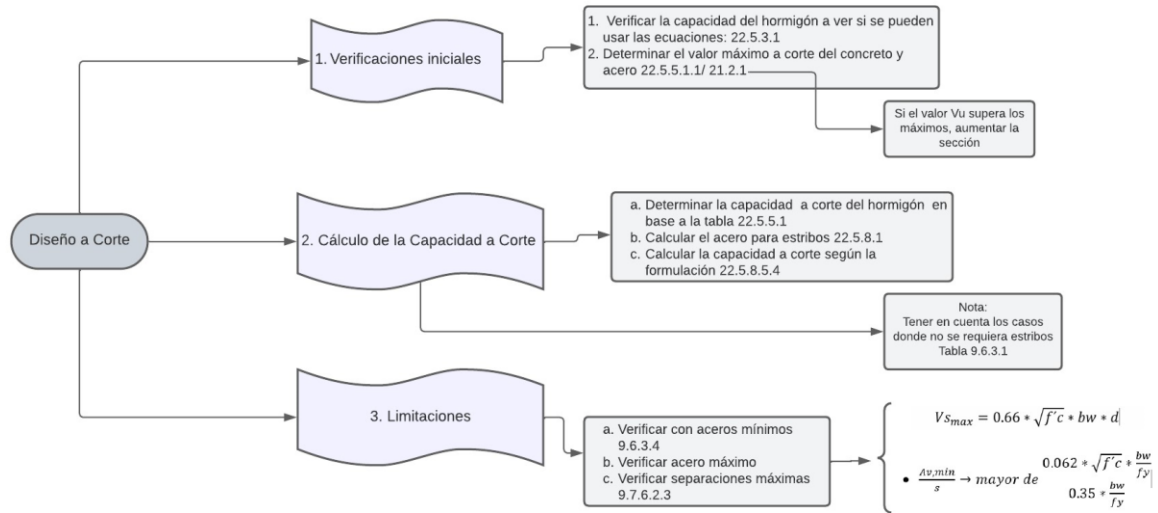 Diseño a Corte
1. Verificaciones iniciales
1. Verificar la capacidad del hormigón a ver si se pueden
usar las ecuaciones: 22.5.3.1
2. Determinar el valor máximo a corte del concreto y
acero 22.5.5.1.1/ 21.2.1
Si el valor Vu supera los
máximos, aumentar la
sección
2. Cálculo de la Capacidad a Corte
a. Determinar la capacidad a corte del hormigón en
base a la tabla 22.5.5.1
b. Calcular el acero para estribos 22.5.8.1
c. Calcular la capacidad a corte según la
formulación 22.5.8.5.4
Nota:
Tener en cuenta los casos
donde no se requiera estribos
Tabla 9.6.3.1
3. Limitaciones
a. Verificar con aceros mínimos
9.6.3.4
b. Verificar acero máximo
c. Verificar separaciones máximas
9.7.6.2.3
Vs_max = 0.66 * √f´c * bw * d
• Av,min/s → mayor de
0.062 * √f´c * bw/fy
0.35 * bw/fy